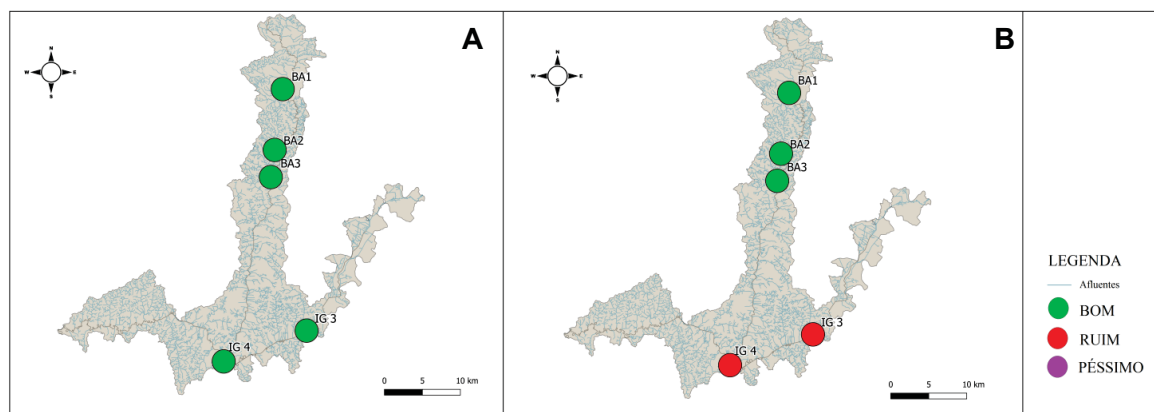 A
N
W E
S
BA1
BA2
BA3
IG 3
IG 4
0 5 10 km
B
N
W E
S
BA1
BA2
BA3
IG 3
IG 4
0 5 10 km
LEGENDA
Afluentes
BOM
RUIM
PÉSSIMO